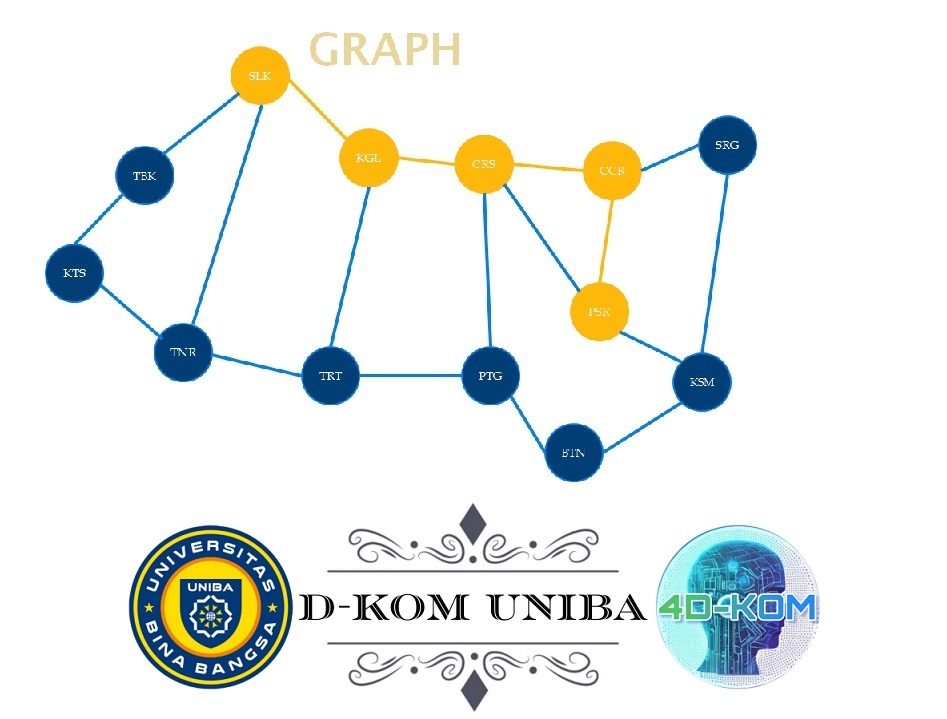 GRAPH
SLK
KGL
CRS
CCR
SRG
TBK
KTS
PSR
TNR
TRT
PTG
KSM
BTN
UNIVERSITAS
UNIBA
BINA BANGSA
D-KOM UNIBA
4D-KOM